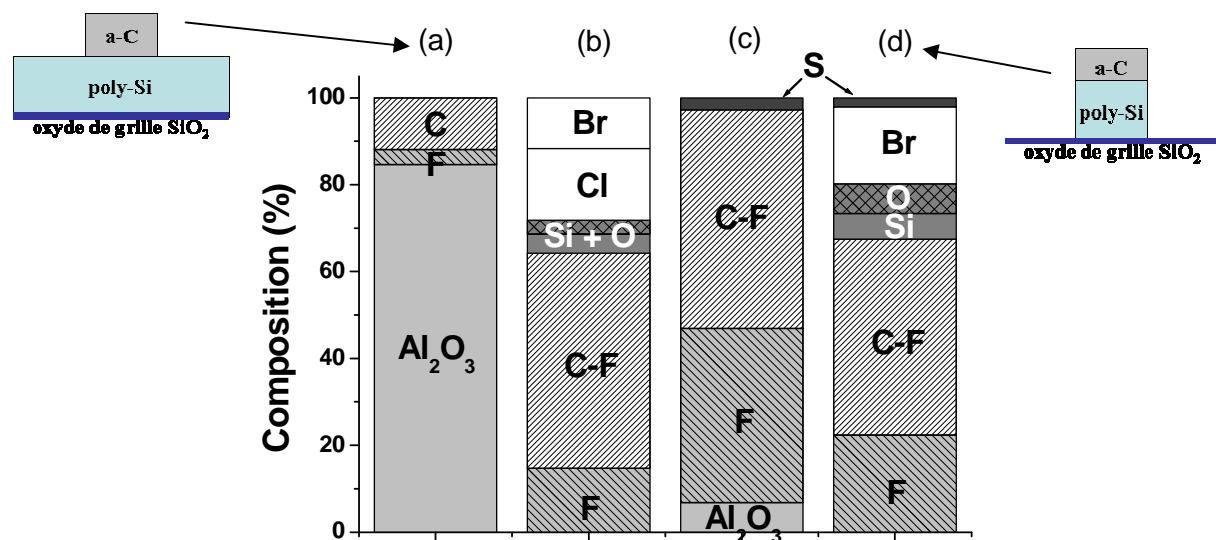 a-C
poly-Si
oxyde de grille SiO₂
(a) (b) (c) (d)
S
a-C
poly-Si
oxyde de grille SiO₂
Composition (%)
100
80
60
40
20
0
C
F
Al₂O₃
Br
Cl
Si + O
C-F
F
C-F
F
Al₂O₃
Br
O
Si
C-F
F